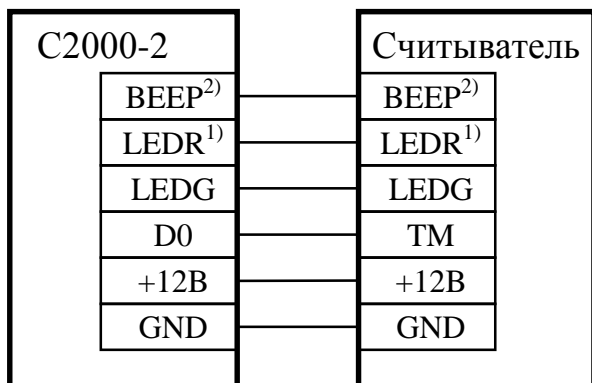 С2000-2 Считыватель
BEEP2) BEEP2)
LEDR1) LEDR1)
LEDG LEDG
D0 TM
+12В +12В
GND GND